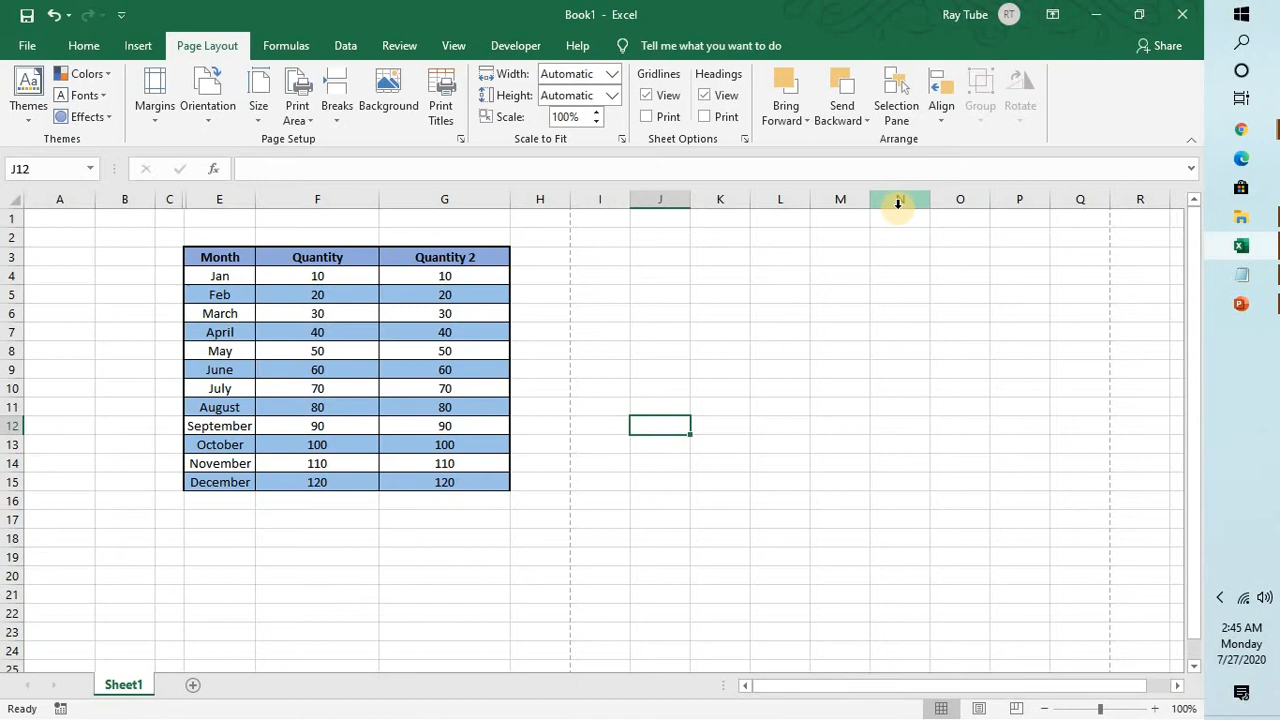 Book1 - Excel
Ray Tube RT
File Home Insert Page Layout Formulas Data Review View Developer Help Tell me what you want to do Share
Themes Colors Fonts Effects
Margins Orientation Size Print Area Breaks Background Print Titles
Width: Automatic
Height: Automatic
Scale: 100%
Gridlines Headings
View View
Print Print
Bring Forward Send Backward Selection Pane Align Group Rotate
Themes Page Setup Scale to Fit Sheet Options Arrange
J12 fx
A B C E F G H I J K L M N O P Q R
1
2
3 Month Quantity Quantity 2
4 Jan 10 10
5 Feb 20 20
6 March 30 30
7 April 40 40
8 May 50 50
9 June 60 60
10 July 70 70
11 August 80 80
12 September 90 90
13 October 100 100
14 November 110 110
15 December 120 120
16
17
18
19
20
21
22
23
24
25
Sheet1
Ready 100%
2:45 AM
Monday
7/27/2020